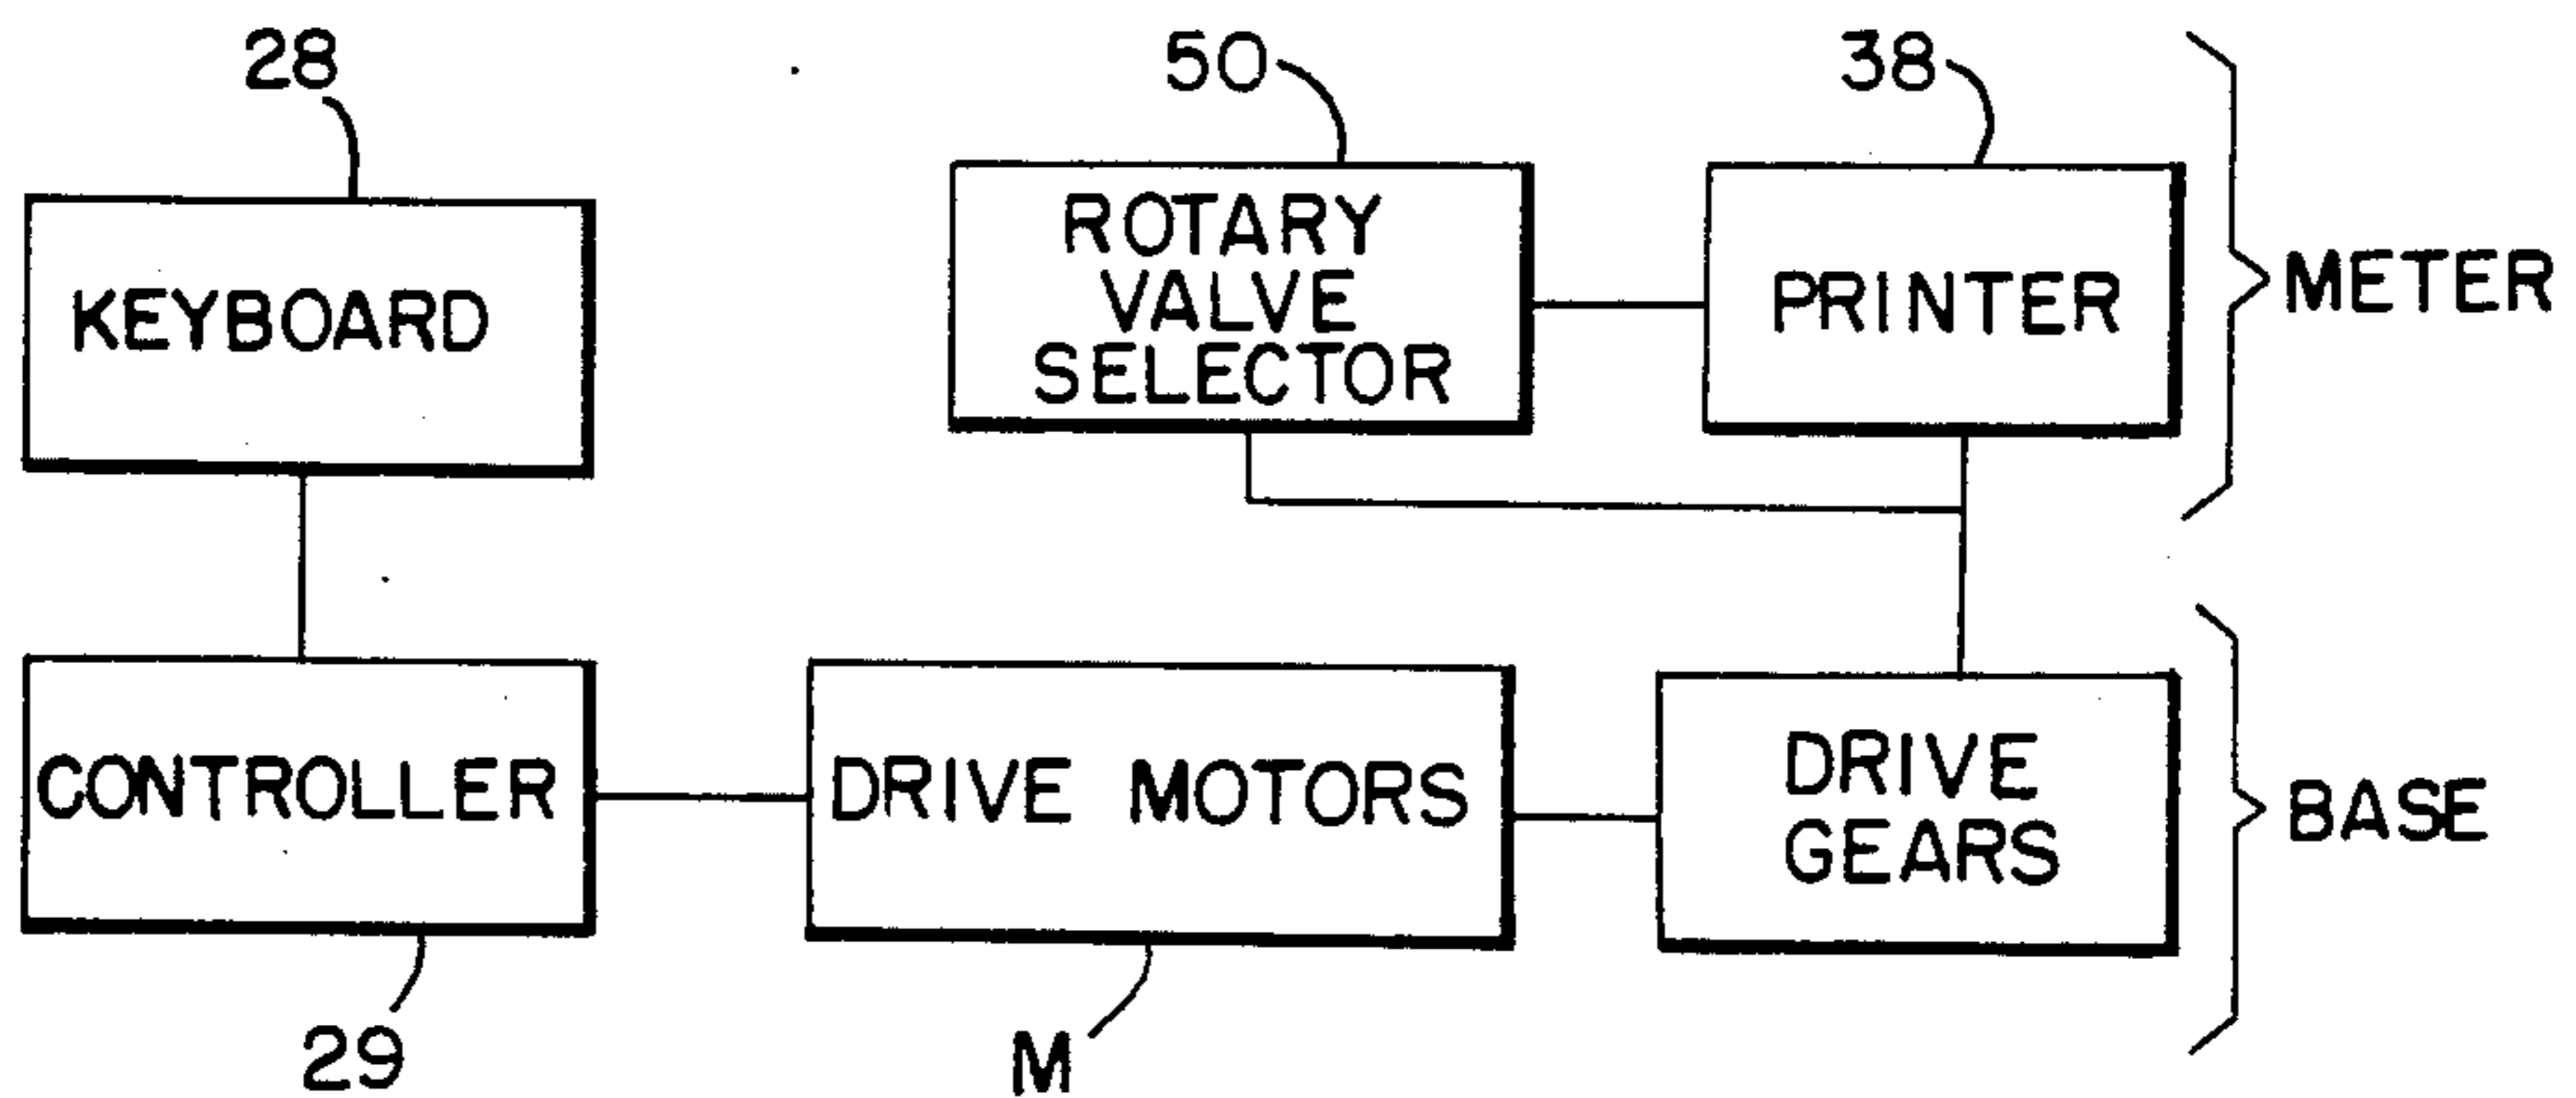 28
50
38
KEYBOARD
ROTARY
VALVE
SELECTOR
PRINTER
METER
CONTROLLER
DRIVE MOTORS
DRIVE
GEARS
BASE
29
M